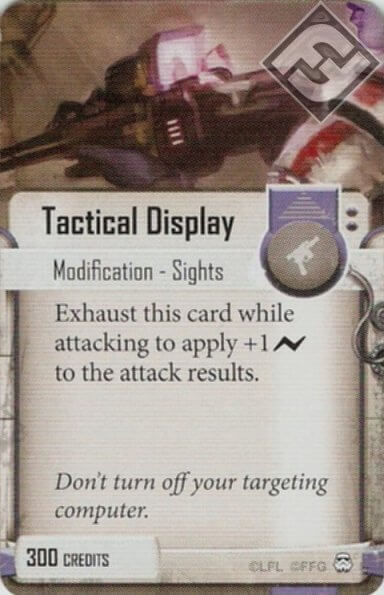 Tactical Display
Modification - Sights
Exhaust this card while
attacking to apply +1
to the attack results.
Don't turn off your targeting
computer.
300 CREDITS
©LFL ©FFG